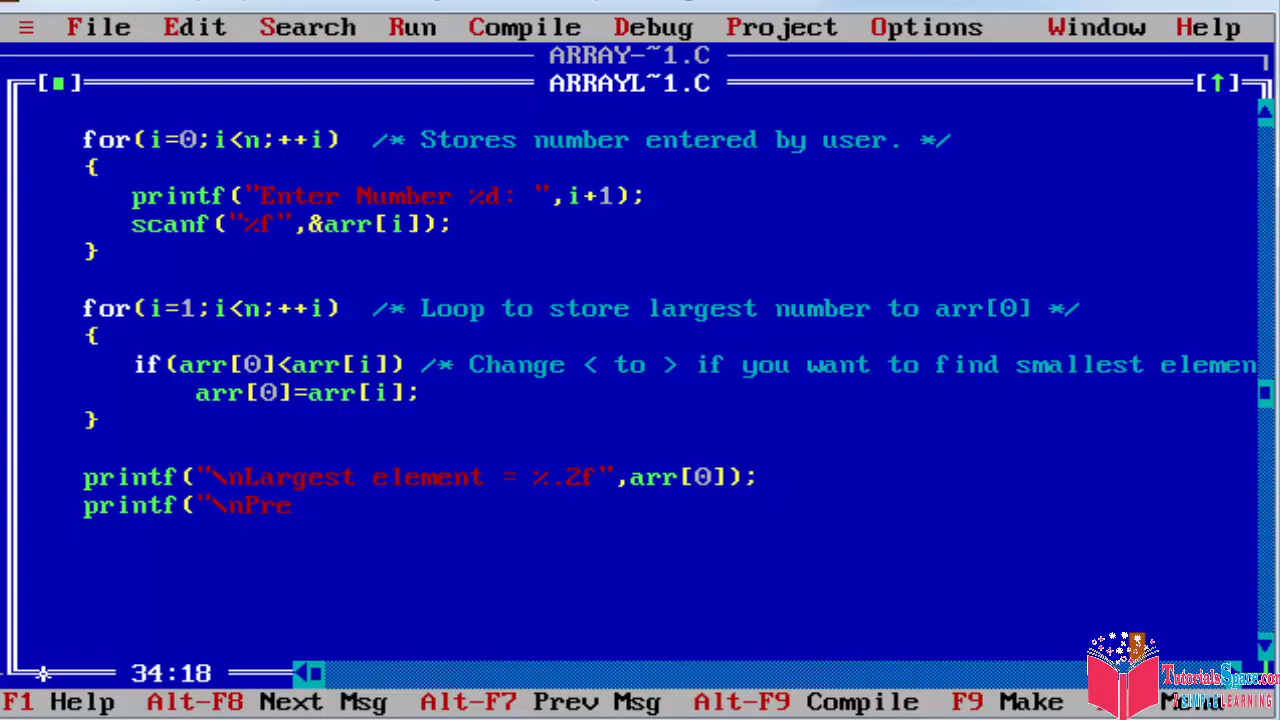 ≡ File Edit Search Run Compile Debug Project Options Window Help
ARRAY-~1.C
[■] ARRAYL~1.C [↑]
for(i=0;i<n;++i) /* Stores number entered by user. */
{
printf("Enter Number %d: ",i+1);
scanf("%f",&arr[i]);
}
for(i=1;i<n;++i) /* Loop to store largest number to arr[0] */
{
if(arr[0]<arr[i]) /* Change < to > if you want to find smallest elemen
arr[0]=arr[i];
}
printf("\nLargest element = %.2f",arr[0]);
printf("\nPre
34:18
F1 Help Alt-F8 Next Msg Alt-F7 Prev Msg Alt-F9 Compile F9 Make
TutorialsSpace.com
SIMPLE LEARNING